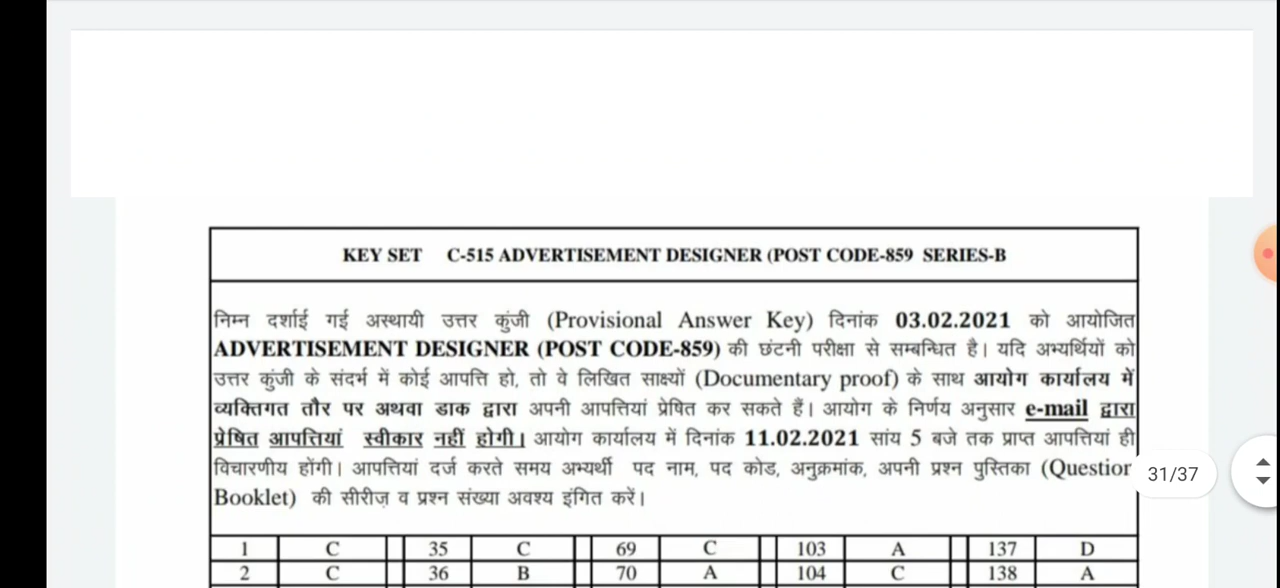 KEY SET C-515 ADVERTISEMENT DESIGNER (POST CODE-859 SERIES-B
निम्न दर्शाई गई अस्थायी उत्तर कुंजी (Provisional Answer Key) दिनांक 03.02.2021 को आयोजित
ADVERTISEMENT DESIGNER (POST CODE-859) की छंटनी परीक्षा से सम्बन्धित है। यदि अभ्यर्थियों को
उत्तर कुंजी के संदर्भ में कोई आपत्ति हो, तो वे लिखित साक्ष्यों (Documentary proof) के साथ आयोग कार्यालय में
व्यक्तिगत तौर पर अथवा डाक द्वारा अपनी आपत्तियां प्रेषित कर सकते हैं। आयोग के निर्णय अनुसार e-mail द्वारा
प्रेषित आपत्तियां स्वीकार नहीं होगी। आयोग कार्यालय में दिनांक 11.02.2021 सांय 5 बजे तक प्राप्त आपत्तियां ही
विचारणीय होंगी। आपत्तियां दर्ज करते समय अभ्यर्थी पद नाम, पद कोड, अनुक्रमांक, अपनी प्रश्न पुस्तिका (Question
31/37
Booklet) की सीरीज़ व प्रश्न संख्या अवश्य इंगित करें।
1 C 35 C 69 C 103 A 137 D
2 C 36 B 70 A 104 C 138 A